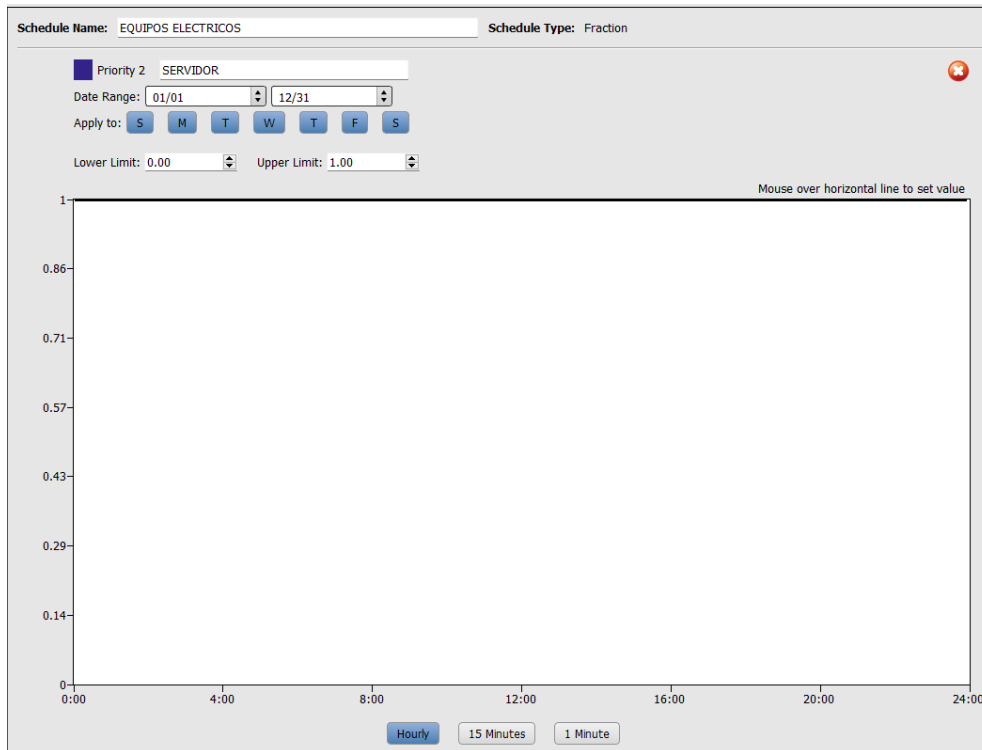 Schedule Name: EQUIPOS ELECTRICOS Schedule Type: Fraction
Priority 2 SERVIDOR
Date Range: 01/01 12/31
Apply to: S M T W T F S
Lower Limit: 0.00 Upper Limit: 1.00
Mouse over horizontal line to set value
1
0.86
0.71
0.57
0.43
0.29
0.14
0
0:00 4:00 8:00 12:00 16:00 20:00 24:00
Hourly 15 Minutes 1 Minute